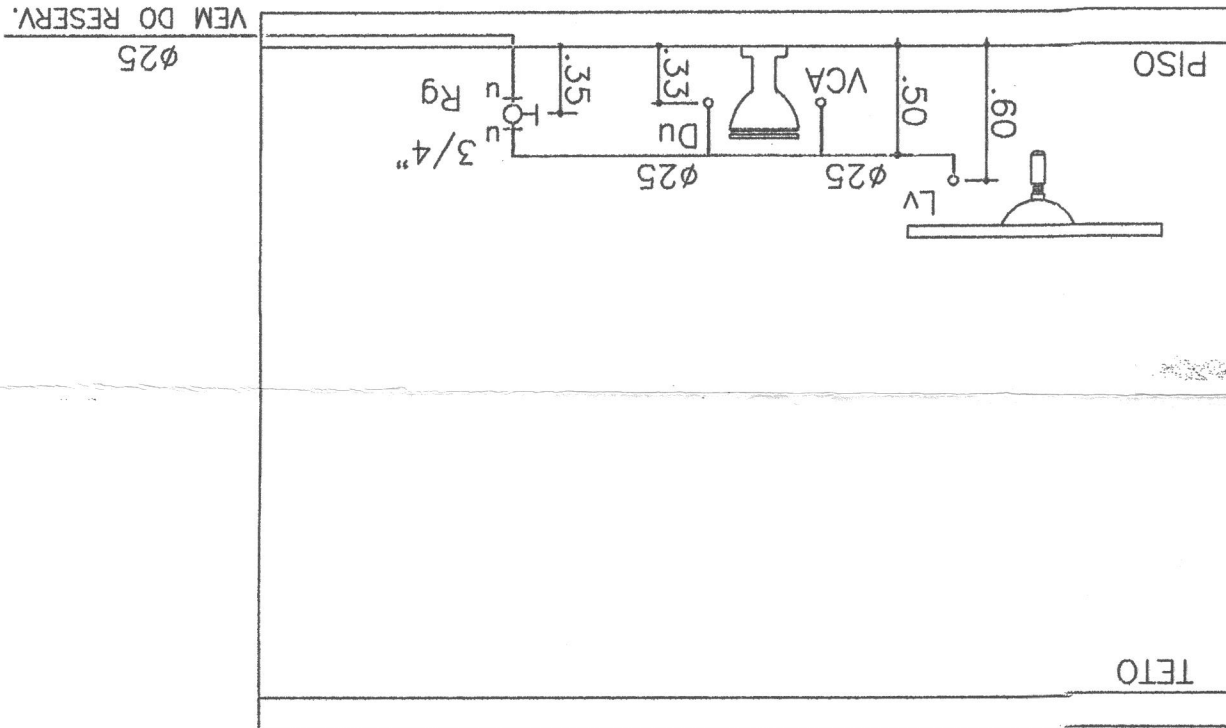 TETO
Lv
Ø25
Ø25
.60
.50
VCA
Du
.33
.35
3/4"
u
Rg
u
PISO
Ø25
VEM DO RESERV.